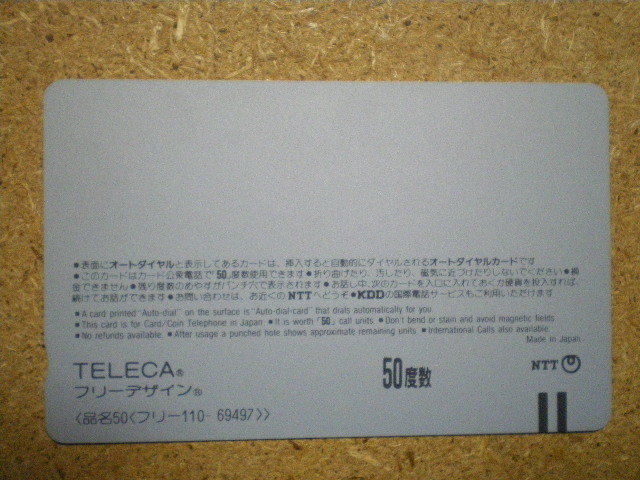 ●表面にオートダイヤルと表示してあるカードは、挿入すると自動的にダイヤルされるオートダイヤルカードです
●このカードはカード公衆電話で「50」度数使用できます●折り曲げたり、汚したり、磁気に近づけたりしないでください●換
金できません●残り度数のめやすがパンチ穴で表示されます●お話し中、次のカードを入口に入れておくか硬貨を投入すれば、
続けてお話ができます●お問い合わせは、お近くのNTTへどうぞ●KDDの国際電話サービスもご利用いただけます
●A card printed "Auto-dial" on the surface is "Auto-dial-card" that dials automatically for you.
●This card is for Card/Coin Telephone in Japan ●It is worth「50」call units. ●Don't bend or stain and avoid magnetic fields
●No refunds available. ●After usage a punched hole shows approximate remaining units. ●International Calls also available.
Made in Japan
TELECA®
フリーデザイン®
50度数
NTT
〈品名50〈フリー110- 69497〉〉